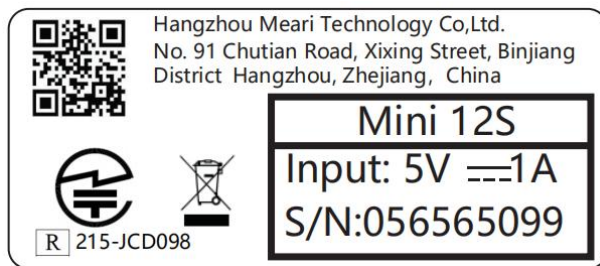 Hangzhou Meari Technology Co,Ltd.
No. 91 Chutian Road, Xixing Street, Binjiang
District Hangzhou, Zhejiang, China
Mini 12S
Input: 5V ⎓1A
S/N:056565099
R 215-JCD098